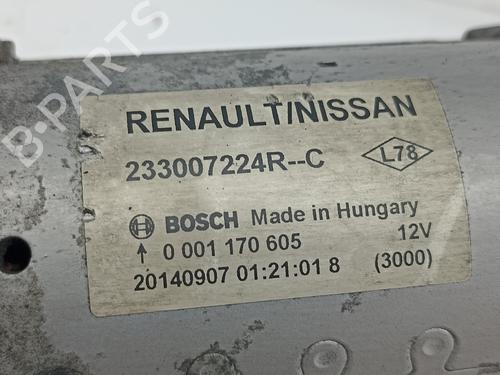 B-PARTS
RENAULT/NISSAN
233007224R--C
L78
BOSCH Made in Hungary
0 001 170 605 12V
20140907 01:21:01 8 (3000)